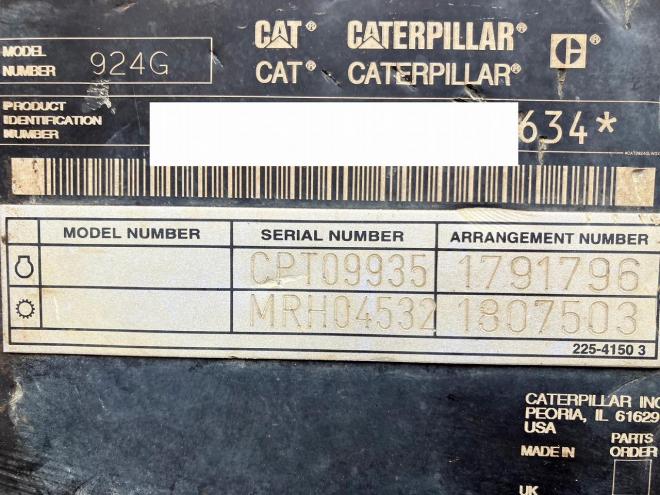 CAT® CATERPILLAR®
CAT® CATERPILLAR®
MODEL NUMBER 924G
PRODUCT IDENTIFICATION NUMBER 634*
MODEL NUMBER SERIAL NUMBER ARRANGEMENT NUMBER
CPT09935 1791796
MRH04532 1807503
225-4150 3
CATERPILLAR INC
PEORIA, IL 61629
USA
MADE IN PARTS ORDER
UK